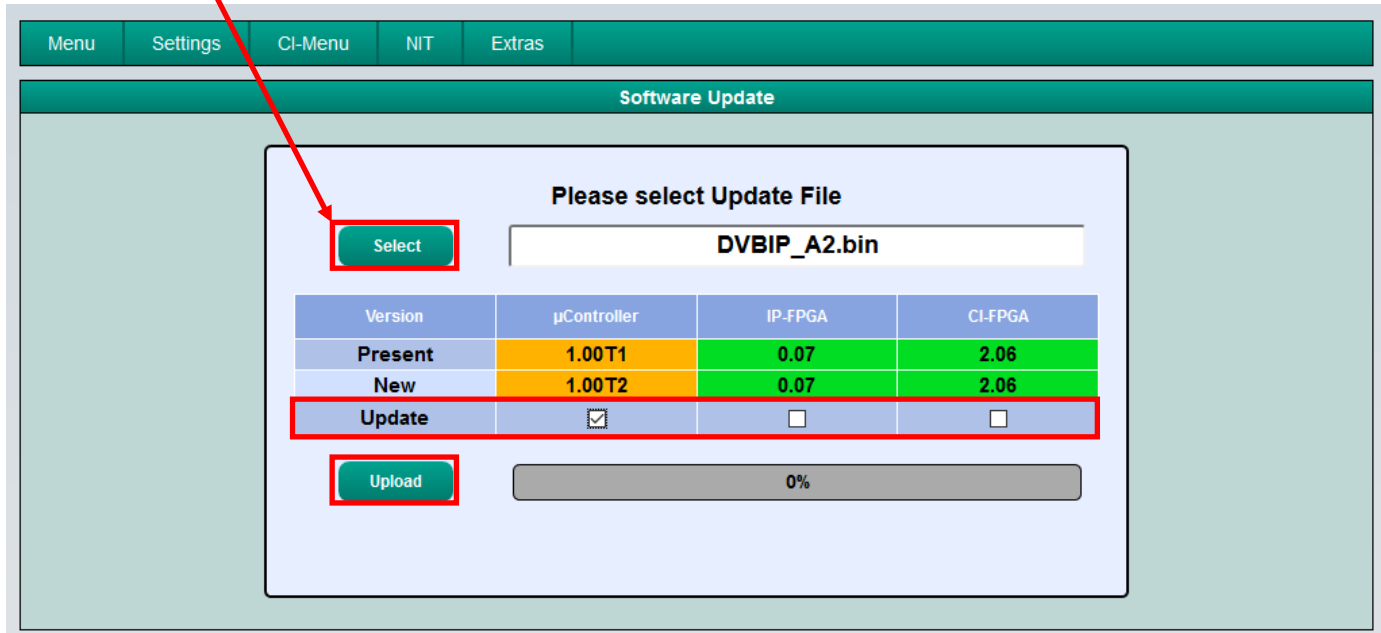 Menu Settings CI-Menu NIT Extras
Software Update
Please select Update File
Select DVBIP_A2.bin
Version µController IP-FPGA CI-FPGA
Present 1.00T1 0.07 2.06
New 1.00T2 0.07 2.06
Update
Upload 0%